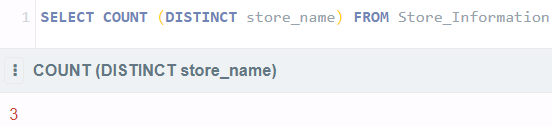 1 SELECT COUNT (DISTINCT store_name) FROM Store_Information
COUNT (DISTINCT store_name)
3